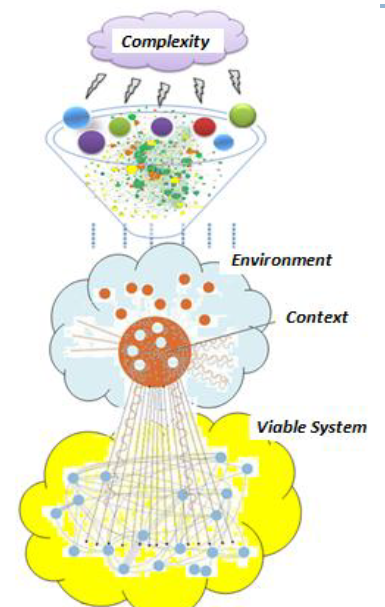 Complexity
Environment
Context
Viable System